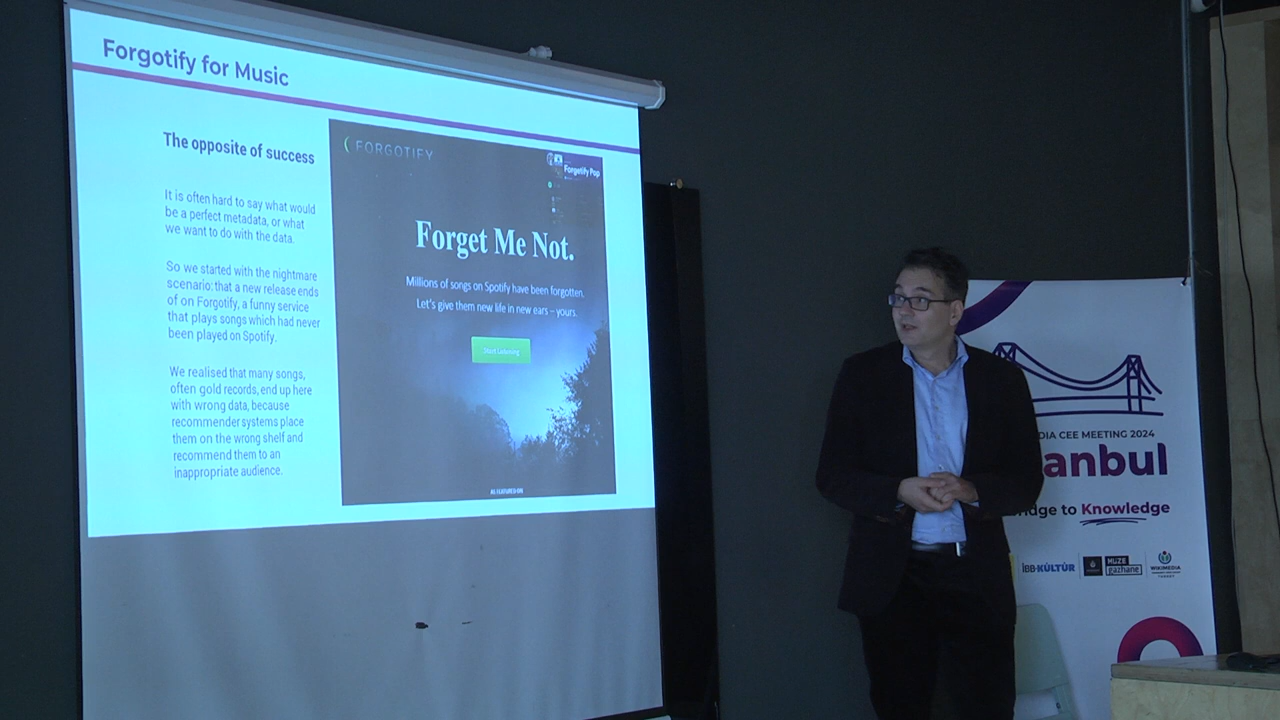 Forgotify for Music
The opposite of success
It is often hard to say what would
be a perfect metadata, or what
we want to do with the data.
So we started with the nightmare
scenario: that a new release ends
of on Forgotify, a funny service
that plays songs which had never
been played on Spotify.
We realised that many songs,
often gold records, end up here
with wrong data, because
recommender systems place
them on the wrong shelf and
recommend them to an
inappropriate audience.
FORGOTIFY
Forgotify Pop
Forget Me Not.
Millions of songs on Spotify have been forgotten.
Let's give them new life in new ears – yours.
Start Listening
AS FEATURED ON
DIA CEE MEETING 2024
anbul
dge to Knowledge
İBB KÜLTÜR
MÜZE
gazhane
WIKIMEDIA